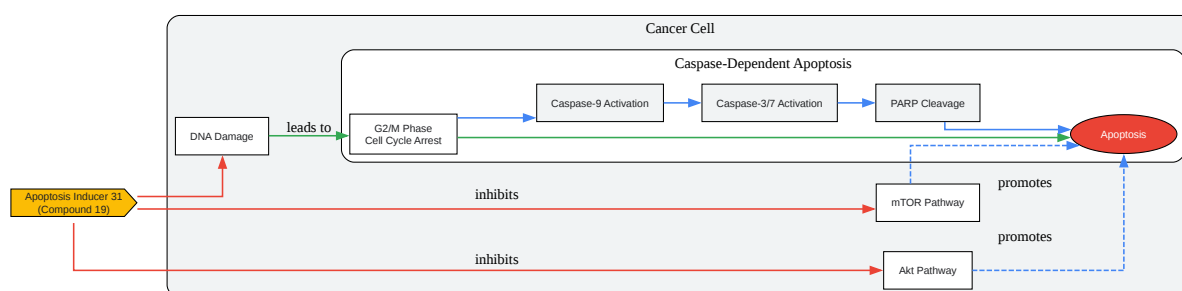 Cancer Cell
Caspase-Dependent Apoptosis
Caspase-9 Activation
Caspase-3/7 Activation
PARP Cleavage
DNA Damage
leads to
G2/M Phase
Cell Cycle Arrest
Apoptosis
Apoptosis Inducer 31
(Compound 19)
inhibits
mTOR Pathway
promotes
inhibits
Akt Pathway
promotes